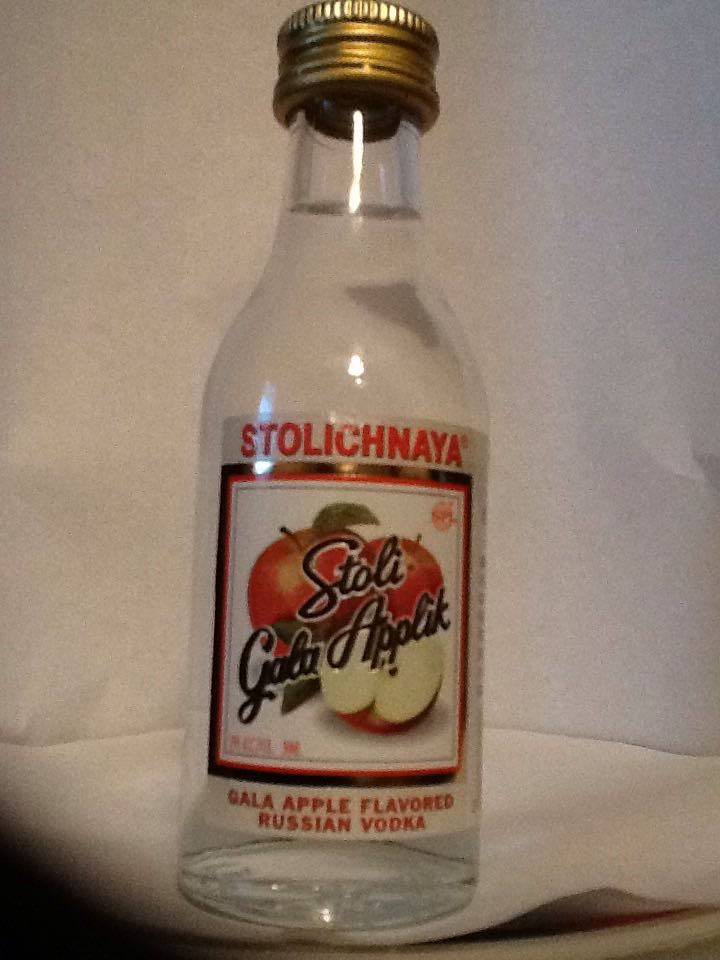 STOLICHNAYA®
Stoli
Gala Applik
GALA APPLE FLAVORED
RUSSIAN VODKA